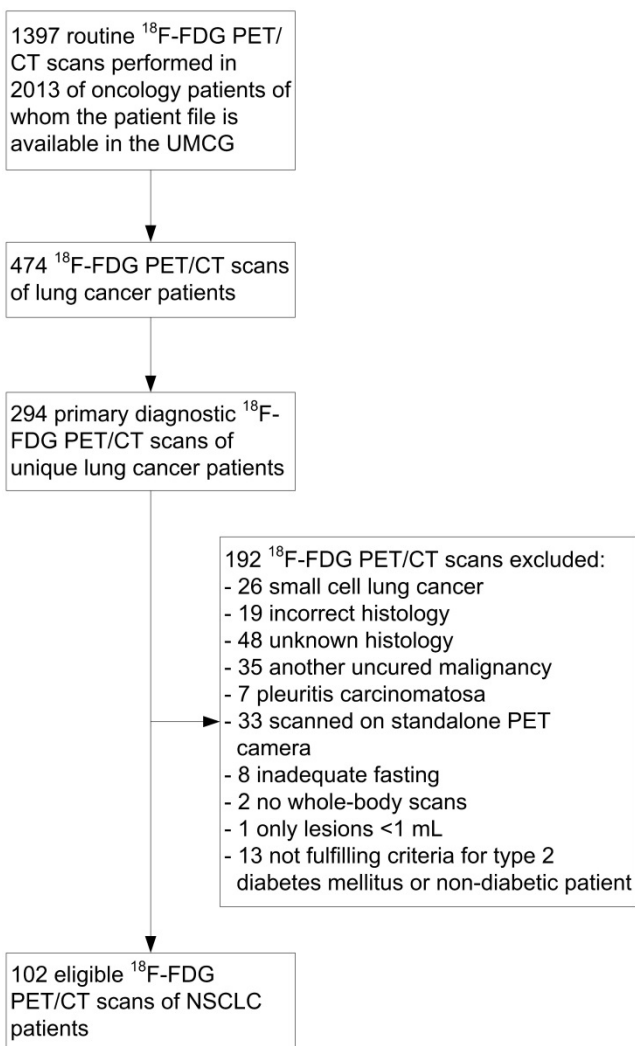 1397 routine ¹⁸F-FDG PET/
CT scans performed in
2013 of oncology patients of
whom the patient file is
available in the UMCG
474 ¹⁸F-FDG PET/CT scans
of lung cancer patients
294 primary diagnostic ¹⁸F-
FDG PET/CT scans of
unique lung cancer patients
192 ¹⁸F-FDG PET/CT scans excluded:
- 26 small cell lung cancer
- 19 incorrect histology
- 48 unknown histology
- 35 another uncured malignancy
- 7 pleuritis carcinomatosa
- 33 scanned on standalone PET
camera
- 8 inadequate fasting
- 2 no whole-body scans
- 1 only lesions <1 mL
- 13 not fulfilling criteria for type 2
diabetes mellitus or non-diabetic patient
102 eligible ¹⁸F-FDG
PET/CT scans of NSCLC
patients